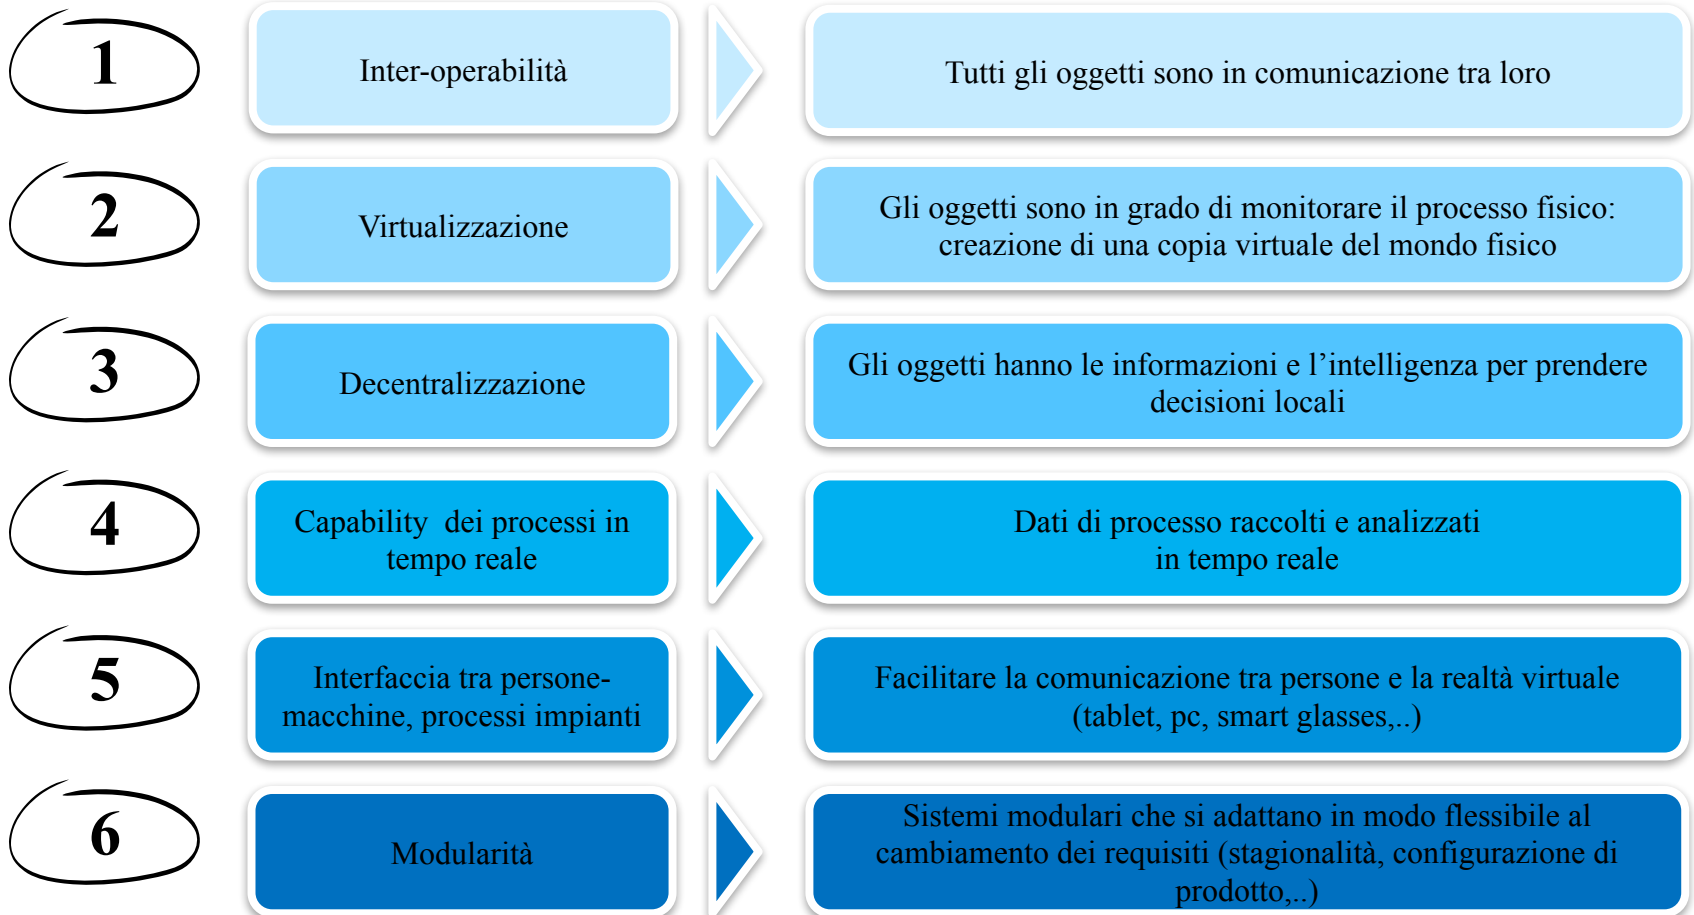 1
Inter-operabilità
Tutti gli oggetti sono in comunicazione tra loro
2
Virtualizzazione
Gli oggetti sono in grado di monitorare il processo fisico:
creazione di una copia virtuale del mondo fisico
3
Decentralizzazione
Gli oggetti hanno le informazioni e l’intelligenza per prendere
decisioni locali
4
Capability dei processi in
tempo reale
Dati di processo raccolti e analizzati
in tempo reale
5
Interfaccia tra persone-
macchine, processi impianti
Facilitare la comunicazione tra persone e la realtà virtuale
(tablet, pc, smart glasses,..)
6
Modularità
Sistemi modulari che si adattano in modo flessibile al
cambiamento dei requisiti (stagionalità, configurazione di
prodotto,..)